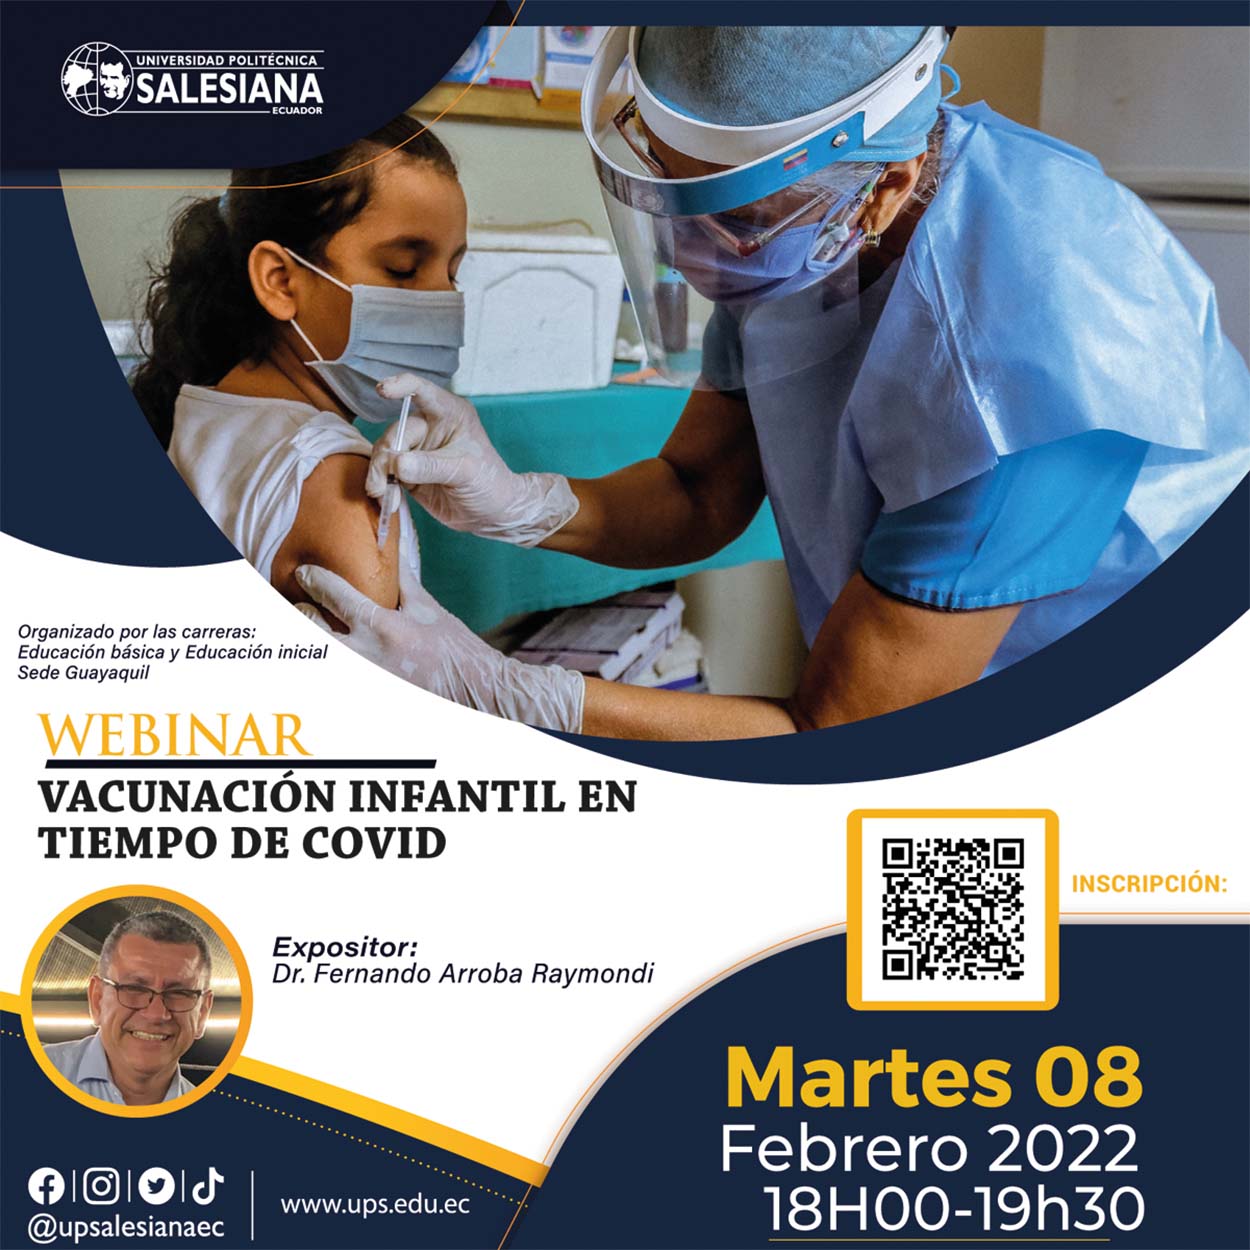 UNIVERSIDAD POLITÉCNICA
SALESIANA
ECUADOR
Organizado por las carreras:
Educación básica y Educación inicial
Sede Guayaquil
WEBINAR
VACUNACIÓN INFANTIL EN
TIEMPO DE COVID
INSCRIPCIÓN:
Expositor:
Dr. Fernando Arroba Raymondi
Martes 08
Febrero 2022
18H00-19h30
@upsalesianaec
www.ups.edu.ec